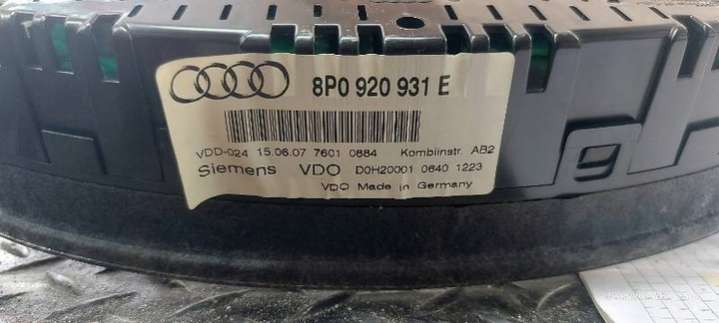 8P0 920 931 E
VDD-024 15.06.07 7601 0884 Kombiinstr. AB2
Siemens VDO D0H20001 0640 1223
VDO Made in Germany
9